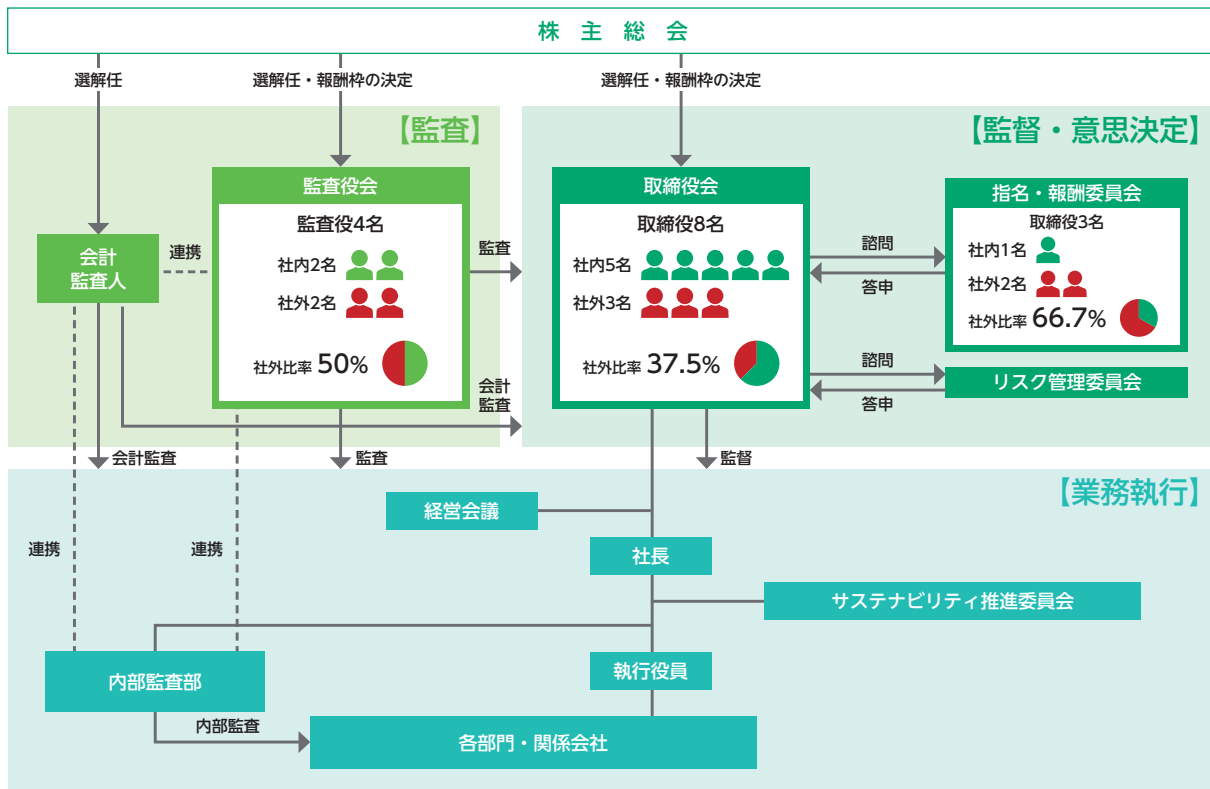 株主総会
選解任
選解任・報酬枠の決定
選解任・報酬枠の決定
【監査】
【監督・意思決定】
監査役会
監査役4名
社内2名
社外2名
社外比率 50%
会計
監査人
連携
監査
会計
監査
取締役会
取締役8名
社内5名
社外3名
社外比率 37.5%
諮問
答申
指名・報酬委員会
取締役3名
社内1名
社外2名
社外比率 66.7%
諮問
答申
リスク管理委員会
会計監査
監査
監督
【業務執行】
経営会議
社長
連携
連携
サステナビリティ推進委員会
内部監査部
執行役員
内部監査
各部門・関係会社